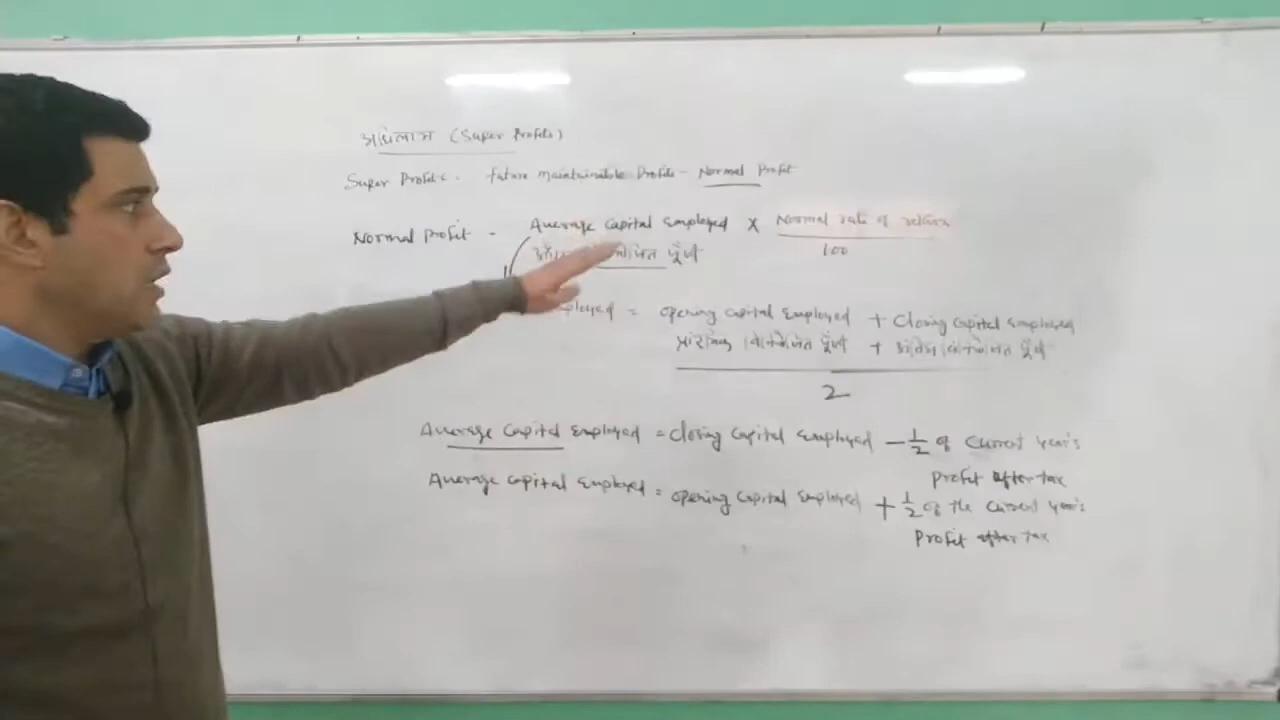 अधिलाभ (Super Profits)
Super Profits = Future maintainable Profits - Normal Profit
Normal Profit = Average Capital Employed × Normal rate of return
पूँजी 100
Employed = opening Capital Employed + Closing Capital Employed
विनियोजित पूँजी + अंतिम विनियोजित पूँजी
2
Average Capital Employed = Closing Capital Employed - 1/2 of Current Year's
Profit After tax
Average Capital Employed = opening Capital Employed + 1/2 of the Current Year's
Profit after tax